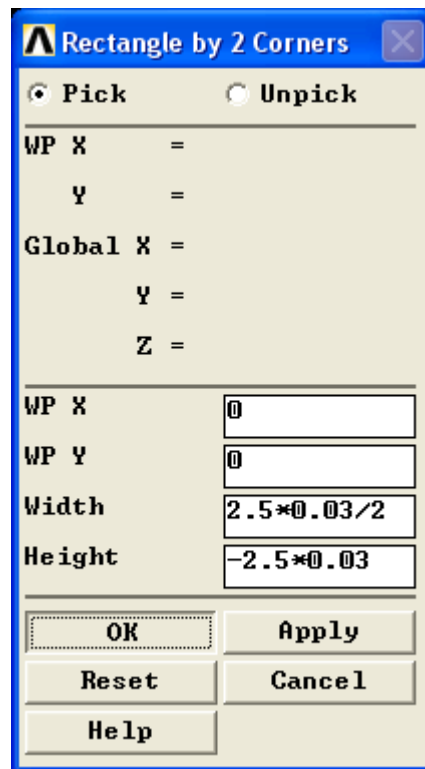 Rectangle by 2 Corners
Pick Unpick
WP X =
Y =
Global X =
Y =
Z =
WP X 0
WP Y 0
Width 2.5*0.03/2
Height -2.5*0.03
OK Apply
Reset Cancel
Help